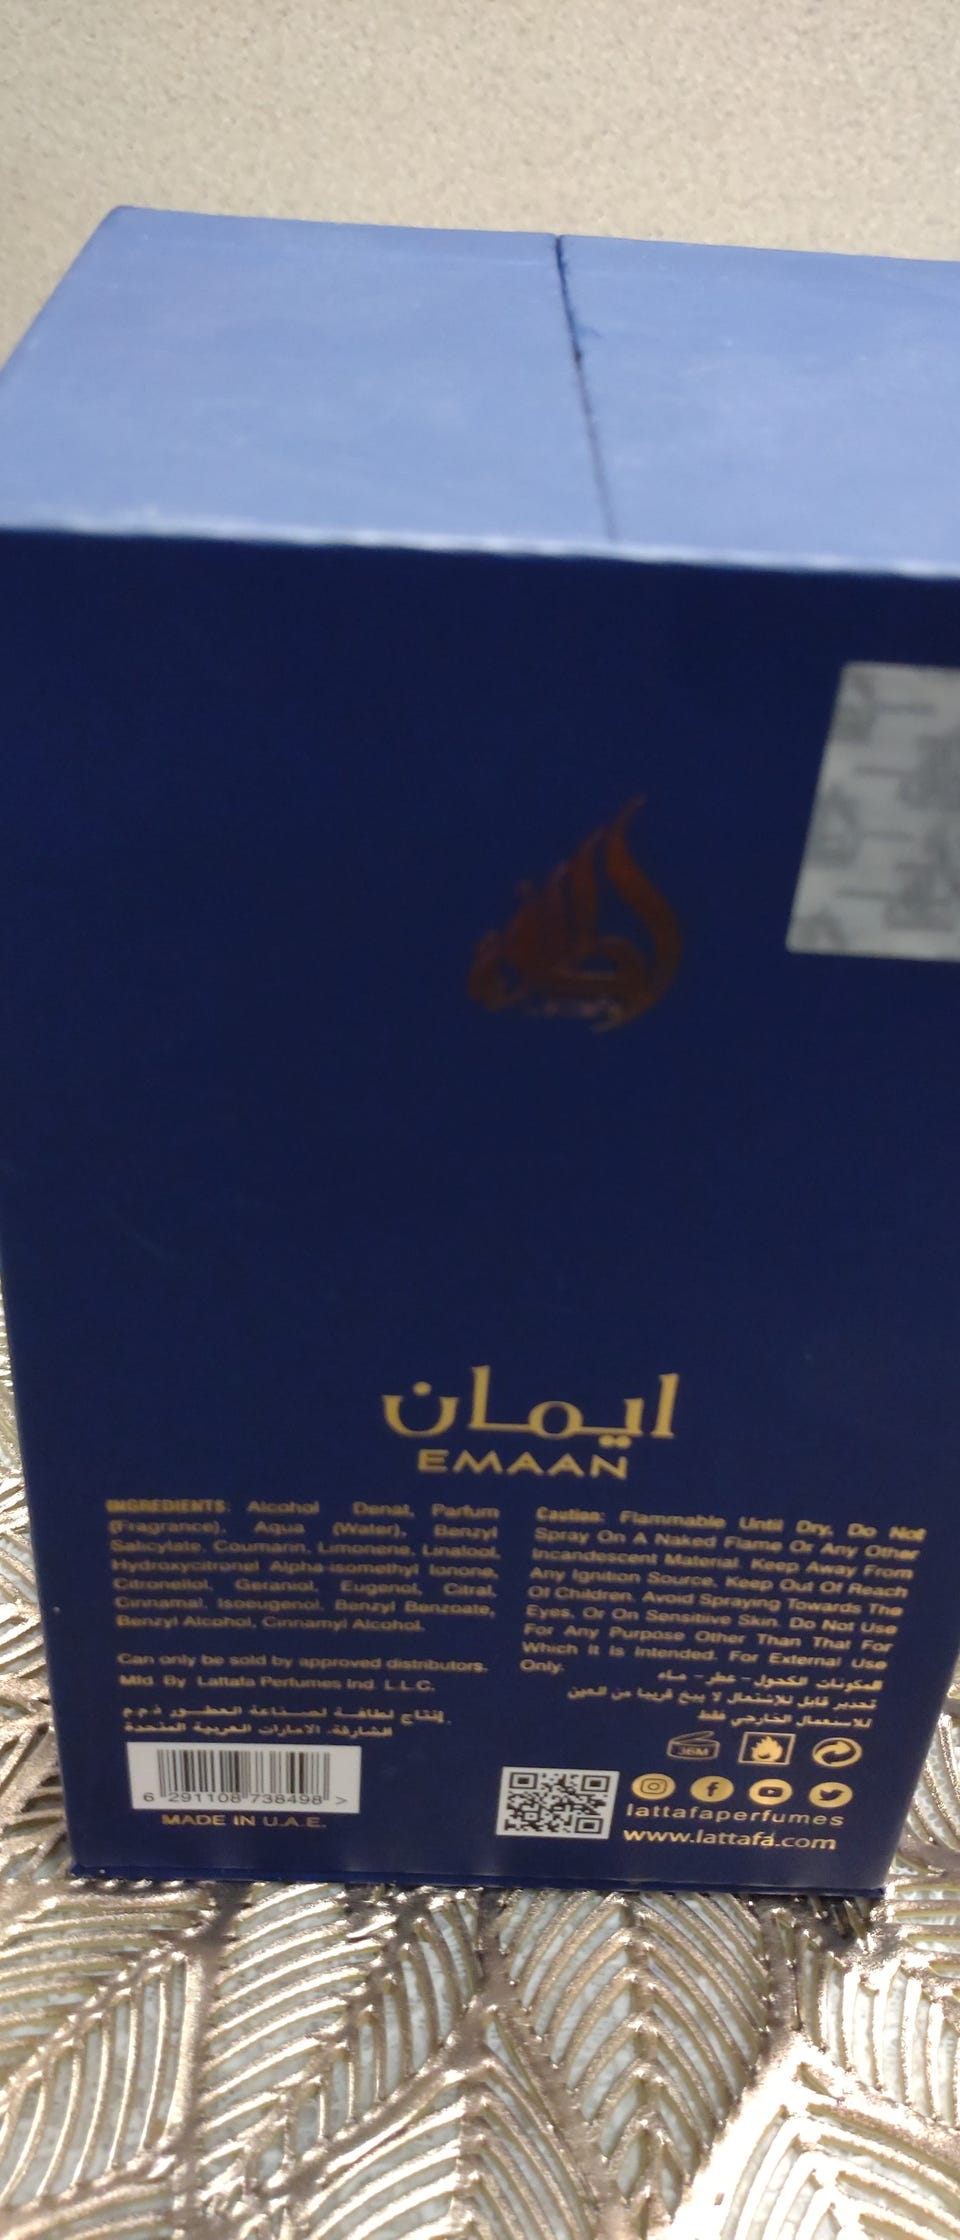 ايمان
EMAAN
INGREDIENTS: Alcohol Denat, Parfum
(Fragrance), Aqua (Water), Benzyl
Salicylate, Coumarin, Limonene, Linalool,
Hydroxycitronel Alpha-isomethyl Ionone,
Citronellol, Geraniol, Eugenol, Citral,
Cinnamal, Isoeugenol, Benzyl Benzoate,
Benzyl Alcohol, Cinnamyl Alcohol.
Can only be sold by approved distributors.
Mfd By Lattafa Perfumes Ind L.L.C.
إنتاج لطافة لصناعة العطور ذ.م.م.
الشارقة. الامارات العربية المتحدة
6 291108 738498 >
MADE IN U.A.E.
Caution: Flammable Until Dry. Do Not
Spray On A Naked Flame Or Any Other
Incandescent Material. Keep Away From
Any Ignition Source. Keep Out Of Reach
Of Children. Avoid Spraying Towards The
Eyes. Or On Sensitive Skin. Do Not Use
For Any Purpose Other Than That For
Which It Is Intended. For External Use
Only.
المكونات الكحول - عطر - ماء
تحذير قابل للإشتعال لا يبخ قريبا من العين
للاستعمال الخارجي فقط
36M
lattafaperfumes
www.lattafa.com